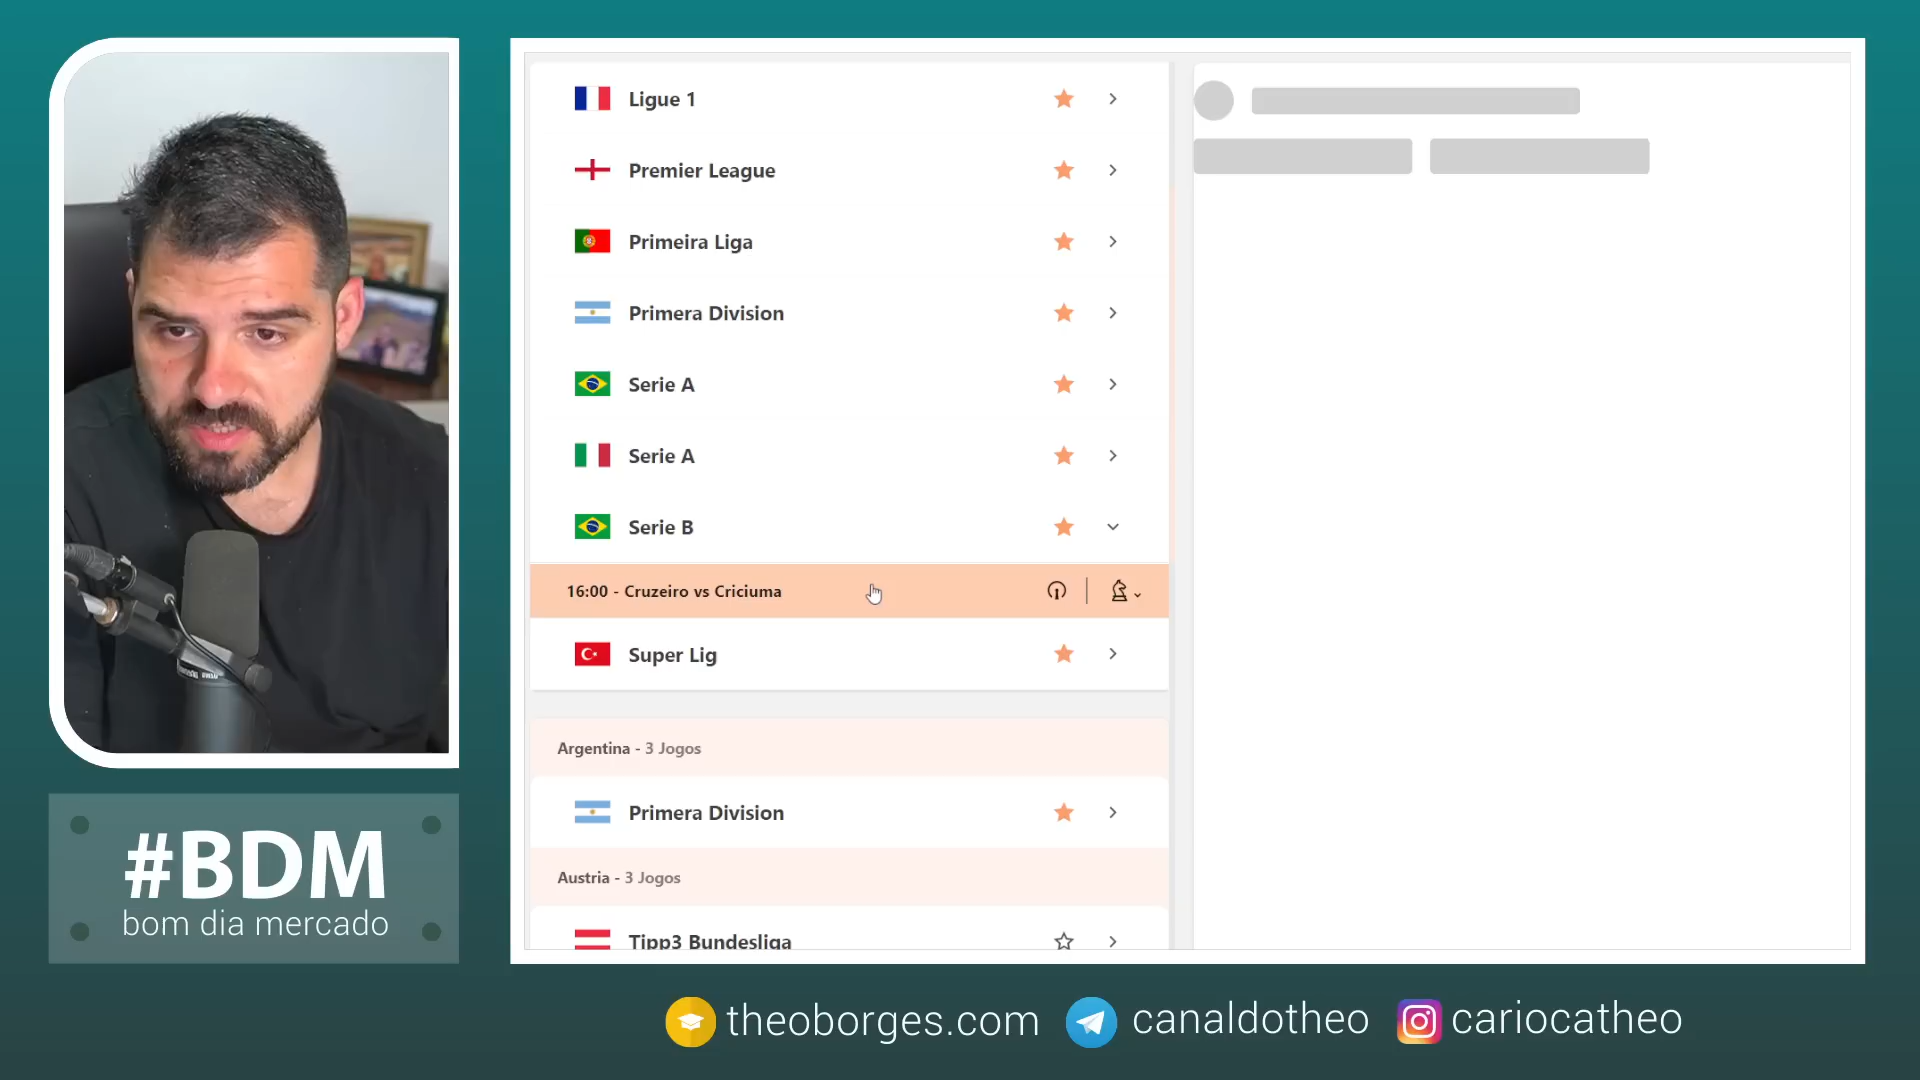 Ligue 1
Premier League
Primeira Liga
Primera Division
Serie A
Serie A
Serie B
16:00 - Cruzeiro vs Criciuma
Super Lig
Argentina - 3 Jogos
Primera Division
Austria - 3 Jogos
Tipp3 Bundesliga
#BDM
bom dia mercado
theoborges.com
canaldotheo
cariocatheo